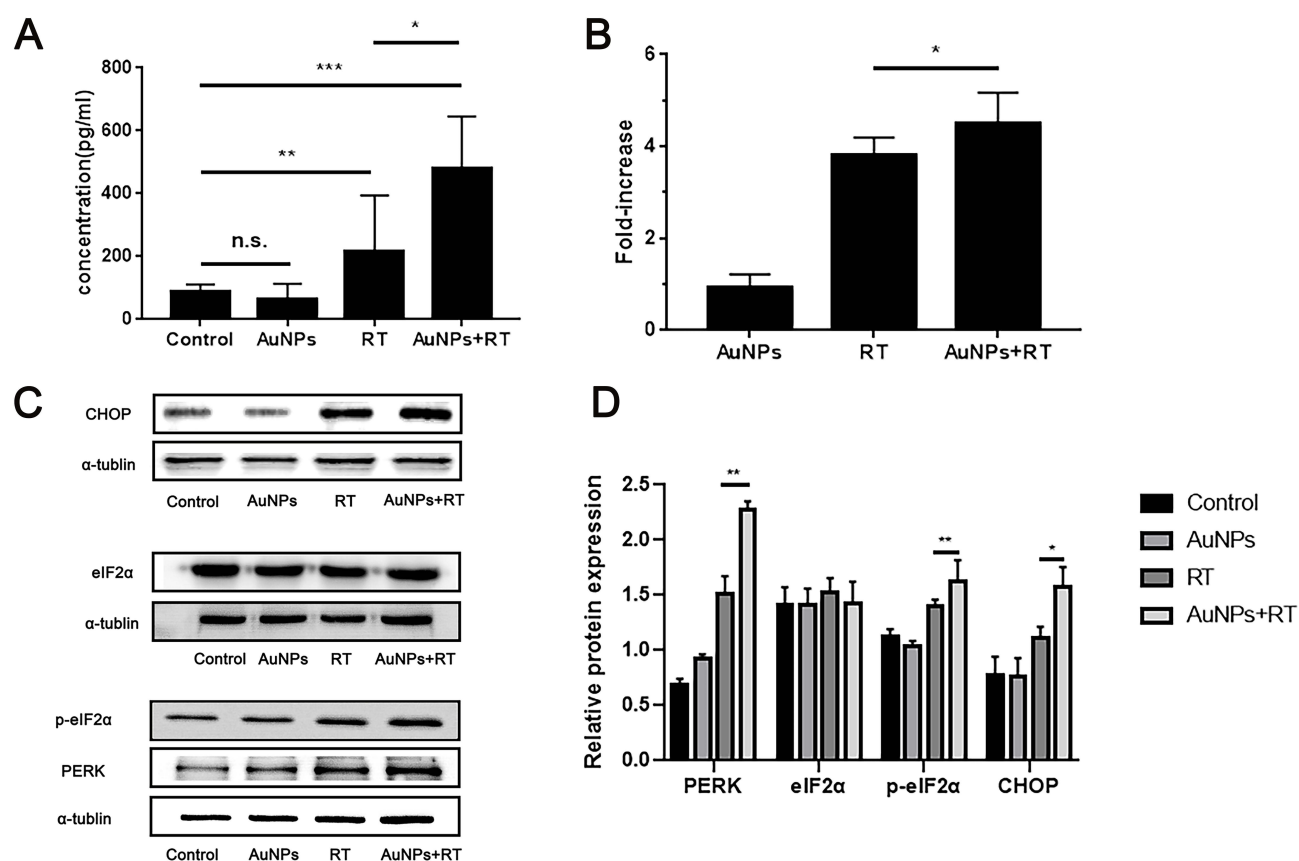 A
*
***
**
n.s.
concentration(pg/ml)
800
600
400
200
0
Control AuNPs RT AuNPs+RT
B
*
Fold-increase
6
4
2
0
AuNPs RT AuNPs+RT
C
CHOP
α-tublin
Control AuNPs RT AuNPs+RT
eIF2α
α-tublin
Control AuNPs RT AuNPs+RT
p-eIF2α
PERK
α-tublin
Control AuNPs RT AuNPs+RT
D
Relative protein expression
2.5
2.0
1.5
1.0
0.5
0.0
**
**
*
PERK eIF2α p-eIF2α CHOP
Control
AuNPs
RT
AuNPs+RT